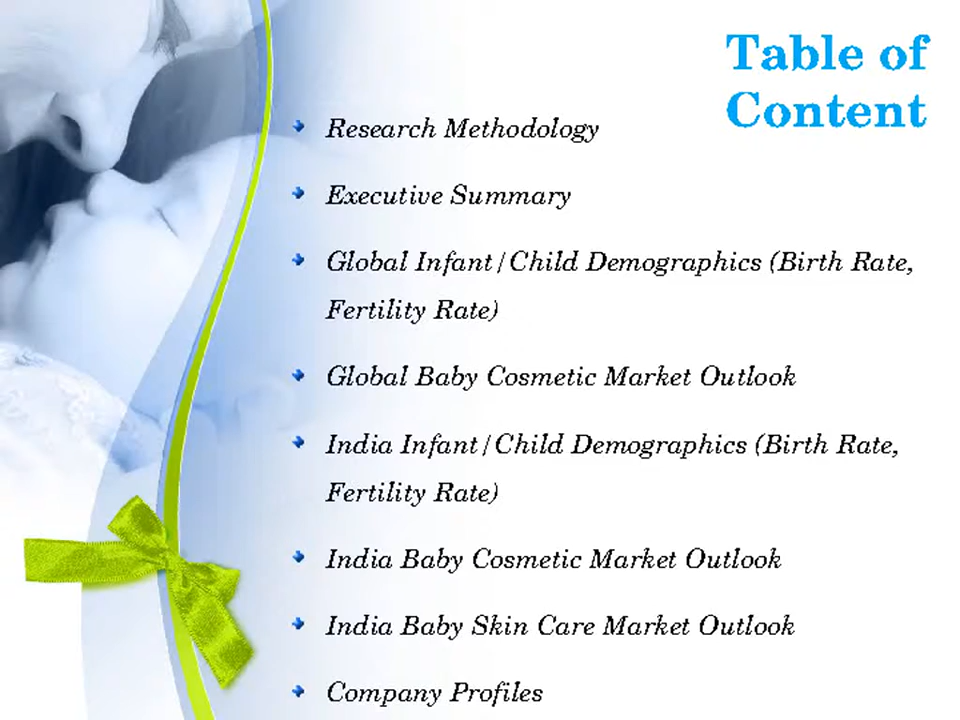 Table of
Content
Research Methodology
Executive Summary
Global Infant/Child Demographics (Birth Rate,
Fertility Rate)
Global Baby Cosmetic Market Outlook
India Infant/Child Demographics (Birth Rate,
Fertility Rate)
India Baby Cosmetic Market Outlook
India Baby Skin Care Market Outlook
Company Profiles